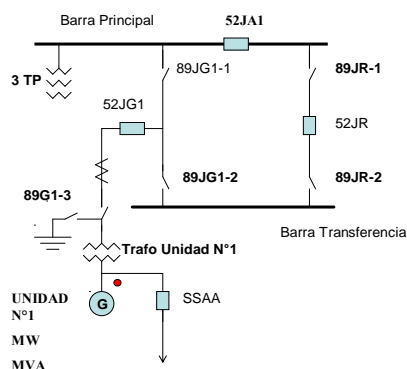 Barra Principal
52JA1
89JG1-1
89JR-1
3 TP
52JG1
52JR
89JG1-2
89JR-2
89G1-3
Barra Transferencia
Trafo Unidad N°1
UNIDAD
N°1
G
SSAA
MW
MVA